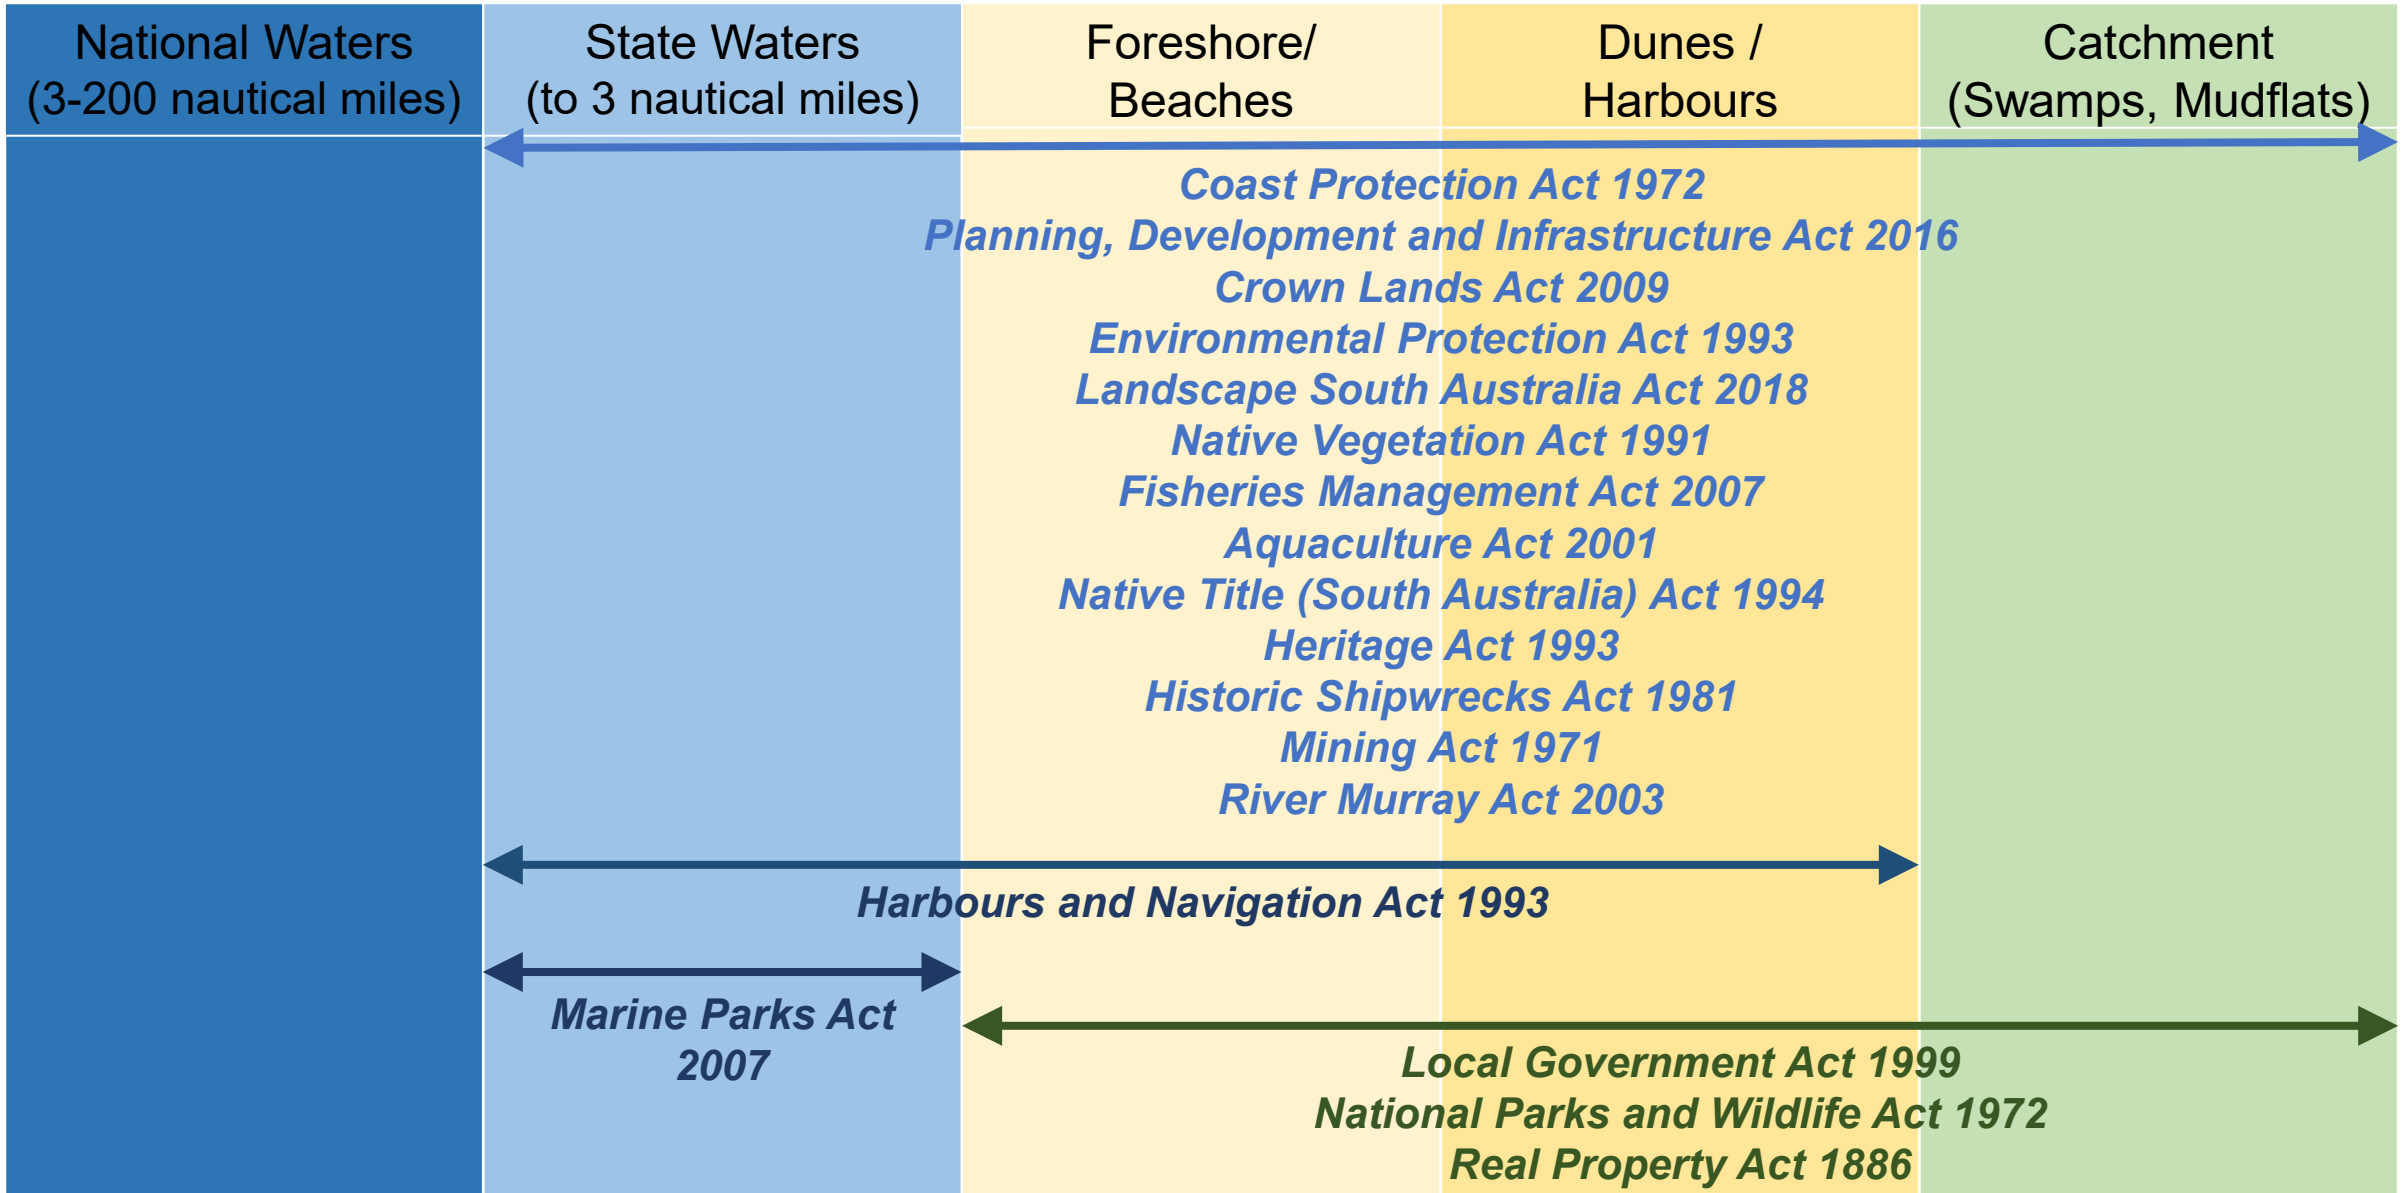 National Waters
(3-200 nautical miles)
State Waters
(to 3 nautical miles)
Foreshore/
Beaches
Dunes /
Harbours
Catchment
(Swamps, Mudflats)
Coast Protection Act 1972
Planning, Development and Infrastructure Act 2016
Crown Lands Act 2009
Environmental Protection Act 1993
Landscape South Australia Act 2018
Native Vegetation Act 1991
Fisheries Management Act 2007
Aquaculture Act 2001
Native Title (South Australia) Act 1994
Heritage Act 1993
Historic Shipwrecks Act 1981
Mining Act 1971
River Murray Act 2003
Harbours and Navigation Act 1993
Marine Parks Act
2007
Local Government Act 1999
National Parks and Wildlife Act 1972
Real Property Act 1886